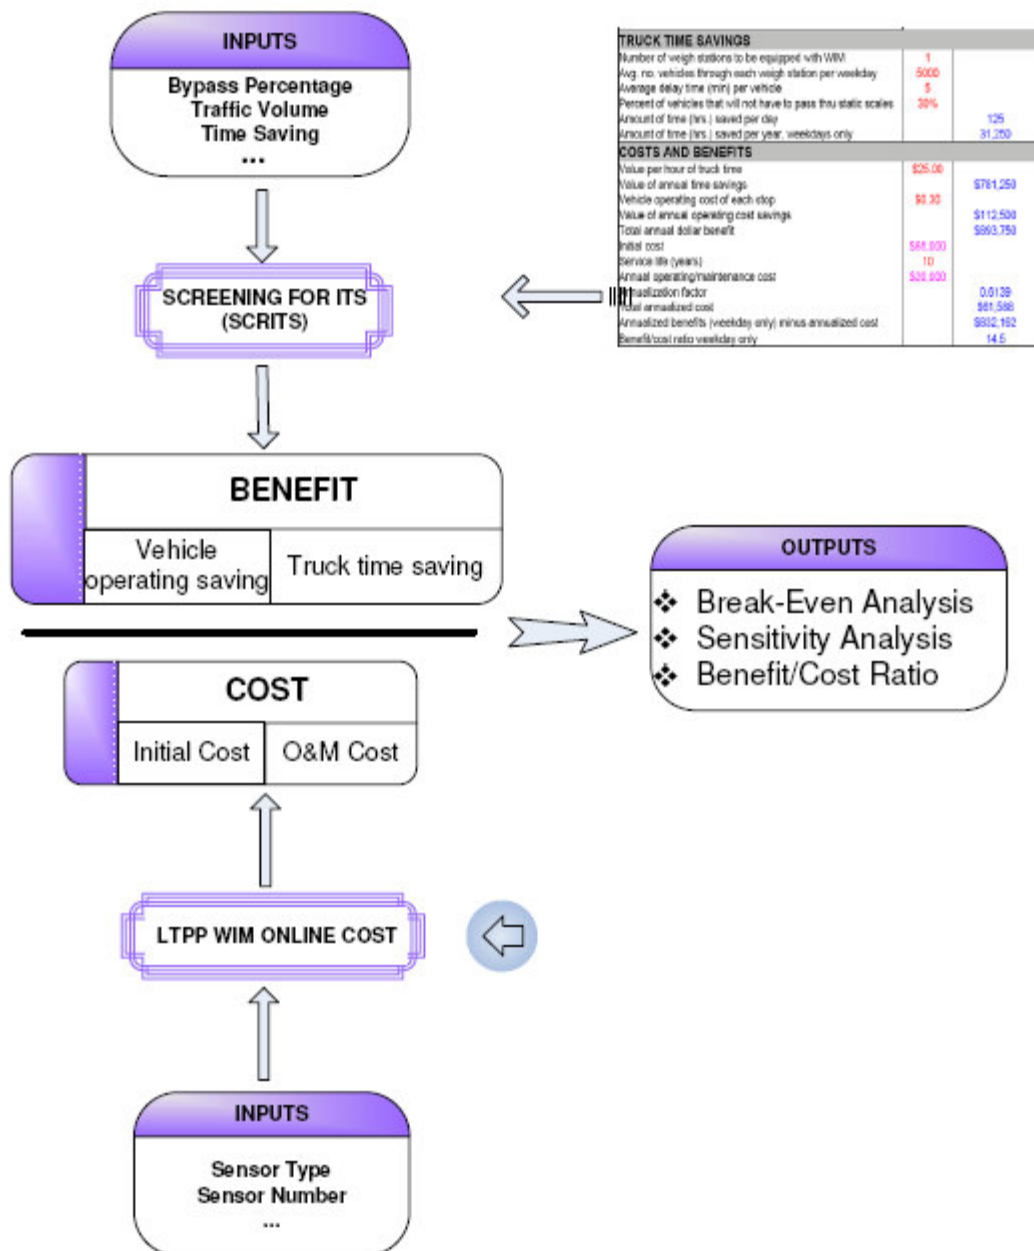 INPUTS
Bypass Percentage
Traffic Volume
Time Saving
...
TRUCK TIME SAVINGS
Number of weigh stations to be equipped with WIM 1
Avg. no. vehicles through each weigh station per weekday 5000
Average delay time (min) per vehicle 5
Percent of vehicles that will not have to pass thru static scales 30%
Amount of time (hrs.) saved per day 125
Amount of time (hrs.) saved per year, weekdays only 31,250
COSTS AND BENEFITS
Value per hour of truck time $25.00
Value of annual time savings $781,250
Vehicle operating cost of each stop $0.30
Value of annual operating cost savings $112,500
Total annual dollar benefit $893,750
Initial cost
Service life (years) 10
Annual operating/maintenance cost $20,000
factor
annualized cost
Annualized benefits (weekday only) minus annualized cost $832,162
Benefit/cost ratio weekday only 14.5
SCREENING FOR ITS
(SCRITS)
BENEFIT
Vehicle
operating saving
Truck time saving
OUTPUTS
❖ Break-Even Analysis
❖ Sensitivity Analysis
❖ Benefit/Cost Ratio
COST
Initial Cost
O&M Cost
LTPP WIM ONLINE COST
INPUTS
Sensor Type
Sensor Number
...